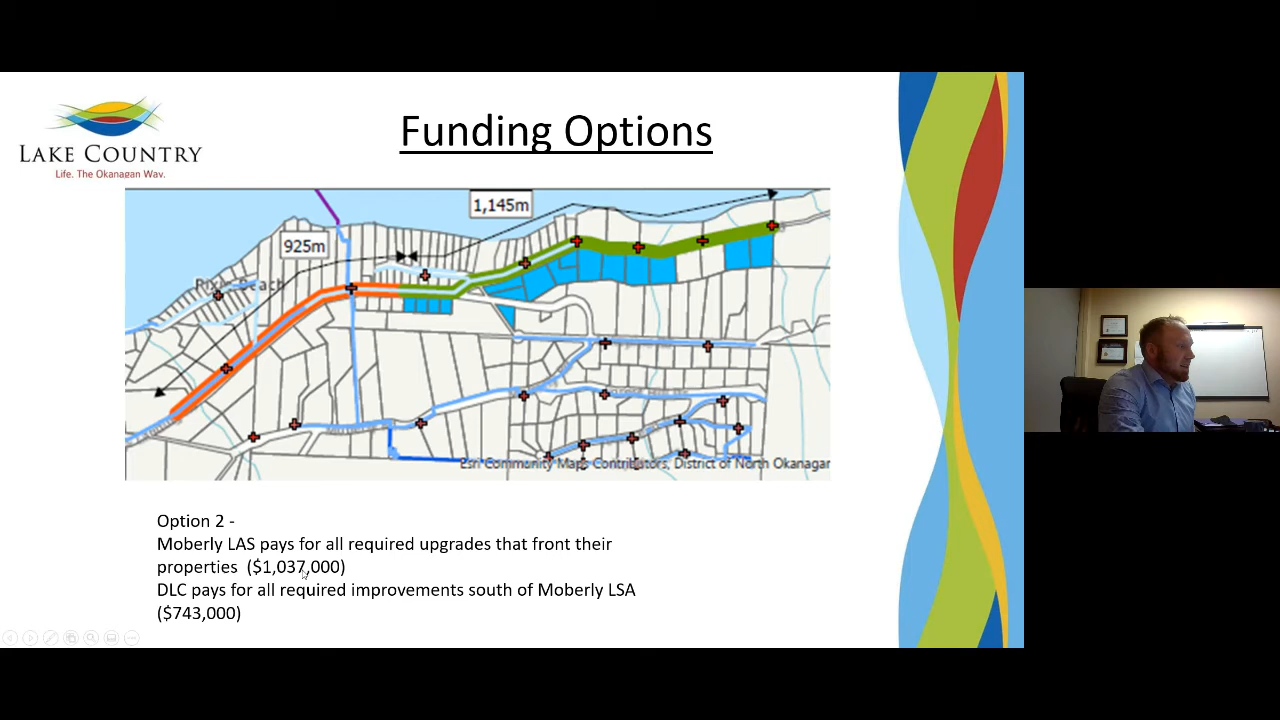 LAKE COUNTRY
Life. The Okanagan Way.
Funding Options
1,145m
925m
Pixie Beach
Esri Community Maps Contributors, District of North Okanagan
Option 2 -
Moberly LAS pays for all required upgrades that front their
properties ($1,037,000)
DLC pays for all required improvements south of Moberly LSA
($743,000)